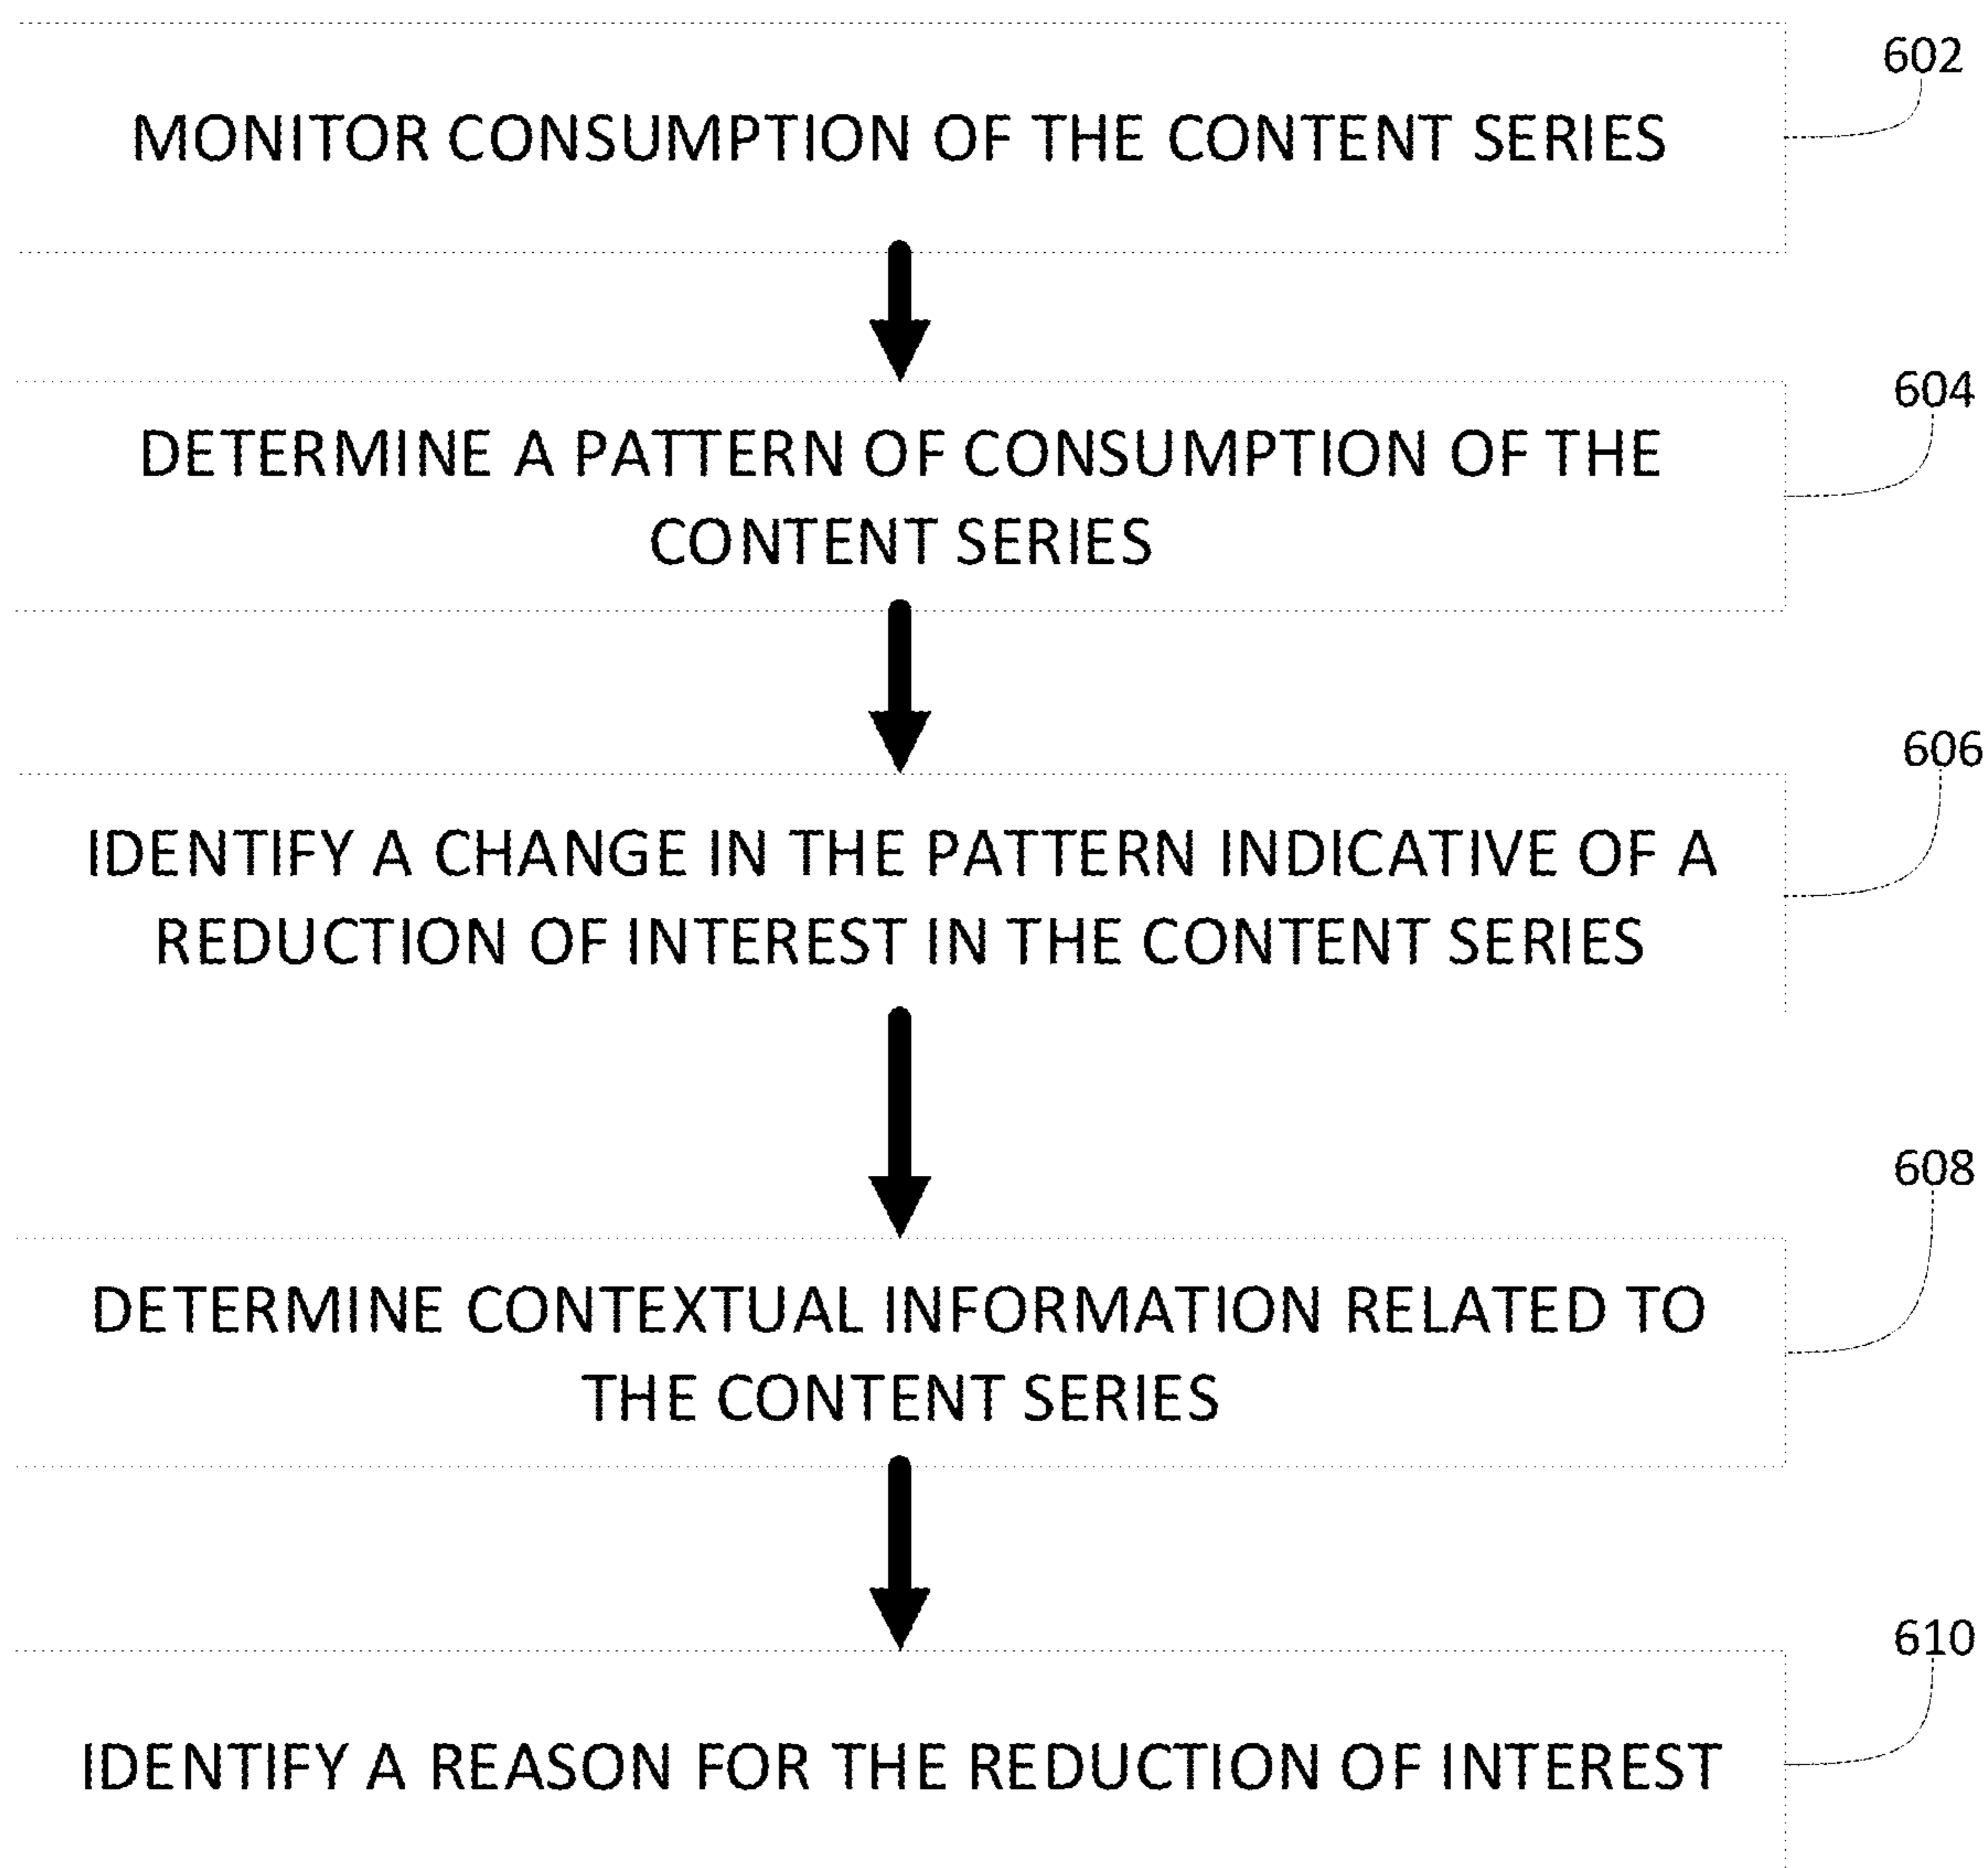 602
MONITOR CONSUMPTION OF THE CONTENT SERIES
604
DETERMINE A PATTERN OF CONSUMPTION OF THE
CONTENT SERIES
606
IDENTIFY A CHANGE IN THE PATTERN INDICATIVE OF A
REDUCTION OF INTEREST IN THE CONTENT SERIES
608
DETERMINE CONTEXTUAL INFORMATION RELATED TO
THE CONTENT SERIES
610
IDENTIFY A REASON FOR THE REDUCTION OF INTEREST